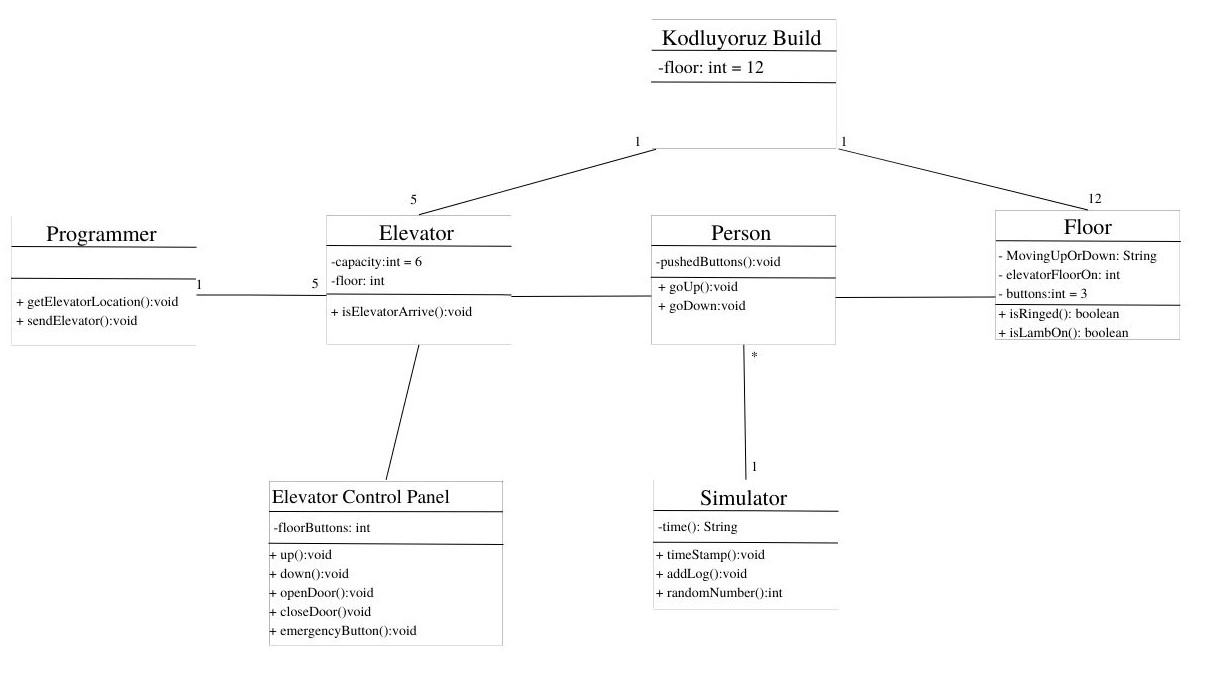 Kodluyoruz Build
-floor: int = 12
1
1
5
12
Programmer
+ getElevatorLocation():void
+ sendElevator():void
1
5
Elevator
-capacity:int = 6
-floor: int
+ isElevatorArrive():void
Person
-pushedButtons():void
+ goUp():void
+ goDown:void
Floor
- MovingUpOrDown: String
- elevatorFloorOn: int
- buttons:int = 3
+ isRinged(): boolean
+ isLambOn(): boolean
*
1
Elevator Control Panel
-floorButtons: int
+ up():void
+ down():void
+ openDoor():void
+ closeDoor()void
+ emergencyButton():void
Simulator
-time(): String
+ timeStamp():void
+ addLog():void
+ randomNumber():int